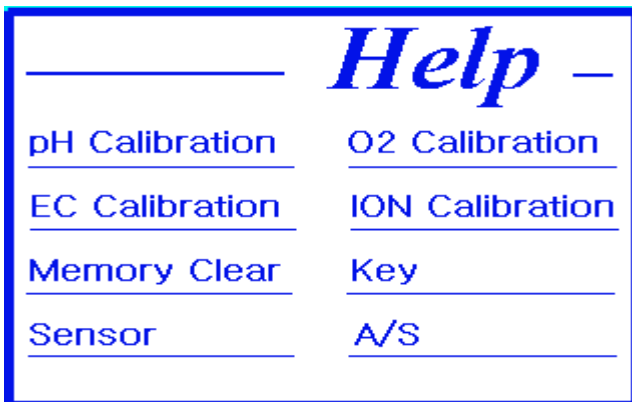 Help
pH Calibration
O2 Calibration
EC Calibration
ION Calibration
Memory Clear
Key
Sensor
A/S